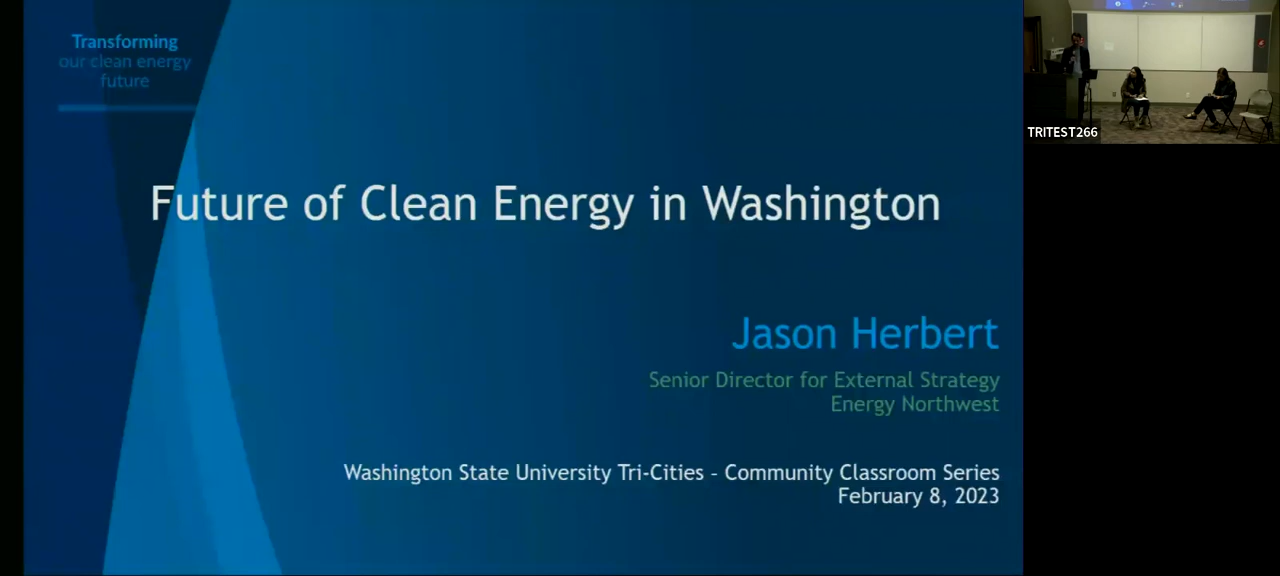 Transforming
our clean energy
future
Future of Clean Energy in Washington
Jason Herbert
Senior Director for External Strategy
Energy Northwest
Washington State University Tri-Cities - Community Classroom Series
February 8, 2023
TRITEST266